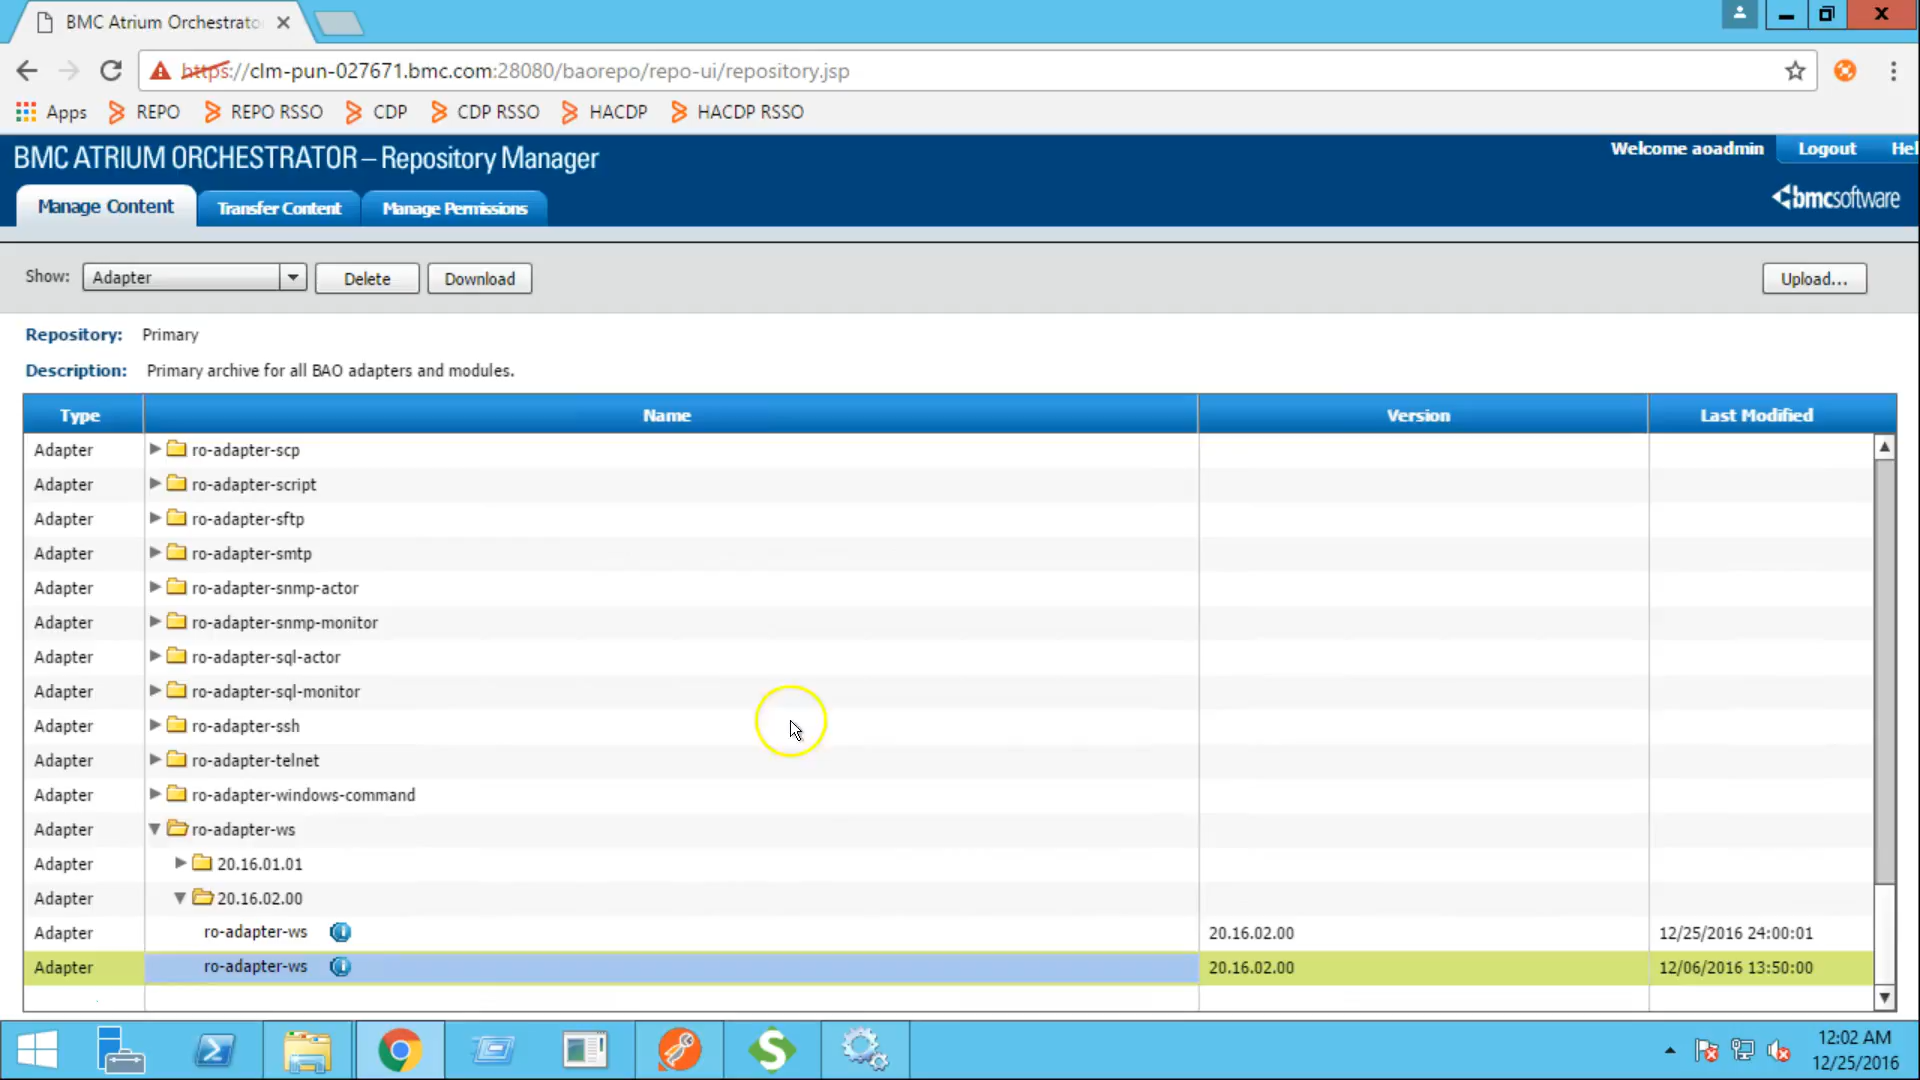 BMC Atrium Orchestrato
https://clm-pun-027671.bmc.com:28080/baorepo/repo-ui/repository.jsp
Apps REPO REPO RSSO CDP CDP RSSO HACDP HACDP RSSO
BMC ATRIUM ORCHESTRATOR – Repository Manager
Welcome aoadmin Logout Hel
Manage Content Transfer Content Manage Permissions
bmcsoftware
Show: Adapter Delete Download Upload...
Repository: Primary
Description: Primary archive for all BAO adapters and modules.
Type Name Version Last Modified
Adapter ro-adapter-scp
Adapter ro-adapter-script
Adapter ro-adapter-sftp
Adapter ro-adapter-smtp
Adapter ro-adapter-snmp-actor
Adapter ro-adapter-snmp-monitor
Adapter ro-adapter-sql-actor
Adapter ro-adapter-sql-monitor
Adapter ro-adapter-ssh
Adapter ro-adapter-telnet
Adapter ro-adapter-windows-command
Adapter ro-adapter-ws
Adapter 20.16.01.01
Adapter 20.16.02.00
Adapter ro-adapter-ws 20.16.02.00 12/25/2016 24:00:01
Adapter ro-adapter-ws 20.16.02.00 12/06/2016 13:50:00
12:02 AM
12/25/2016